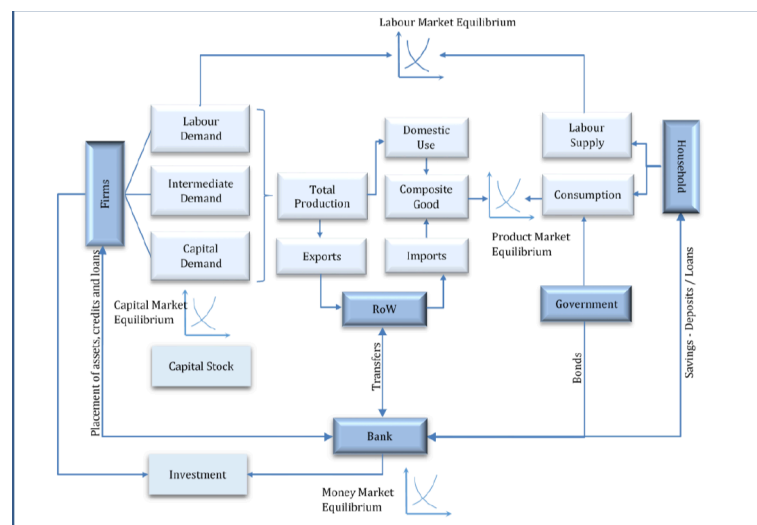 Labour Market Equilibrium
Labour
Demand
Domestic
Use
Labour
Supply
Household
Firms
Intermediate
Demand
Total
Production
Composite
Good
Consumption
Product Market
Equilibrium
Capital
Demand
Exports
Imports
Capital Market
Equilibrium
RoW
Government
Placement of assets, credits and loans
Capital Stock
Transfers
Bonds
Savings - Deposits / Loans
Bank
Investment
Money Market
Equilibrium